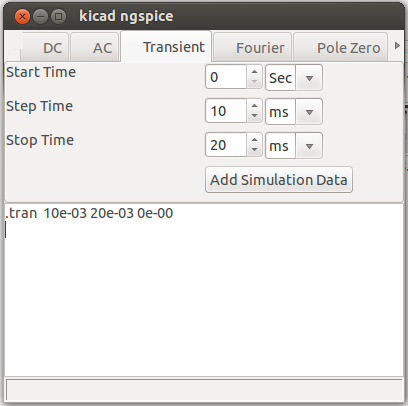 kicad ngspice
DC AC Transient Fourier Pole Zero
Start Time 0 Sec
Step Time 10 ms
Stop Time 20 ms
Add Simulation Data
.tran 10e-03 20e-03 0e-00